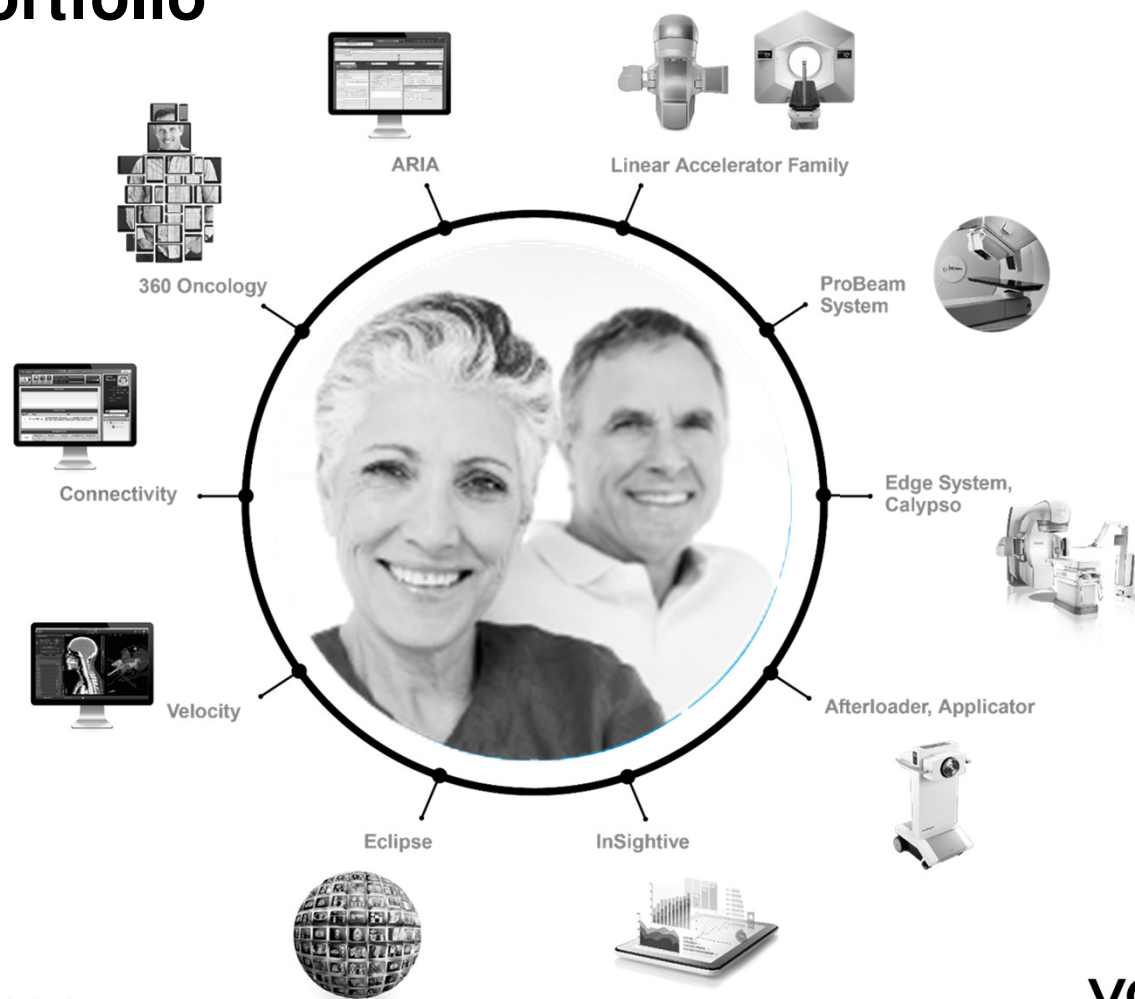 ortfolio
ARIA
Linear Accelerator Family
360 Oncology
ProBeam
System
Connectivity
Edge System,
Calypso
Velocity
Afterloader, Applicator
Eclipse
InSightive